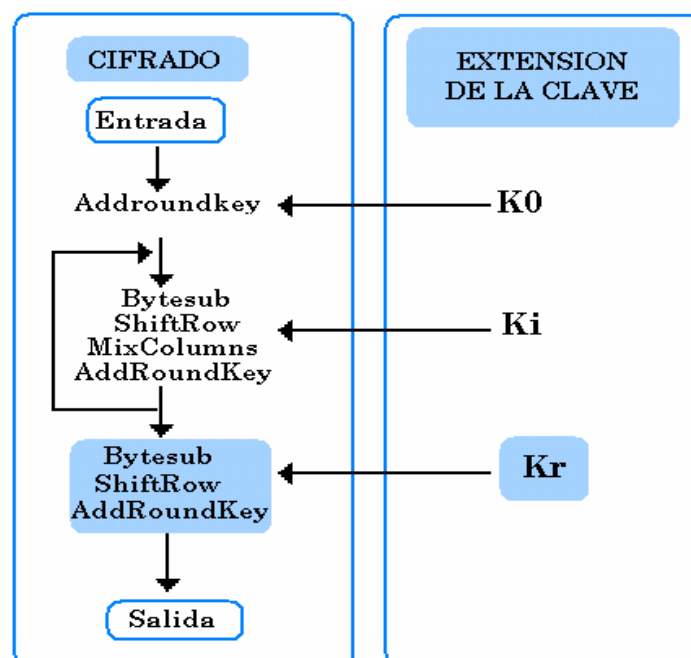 CIFRADO
Entrada
Addroundkey
Bytesub
ShiftRow
MixColumns
AddRoundKey
Bytesub
ShiftRow
AddRoundKey
Salida
EXTENSION
DE LA CLAVE
K0
Ki
Kr